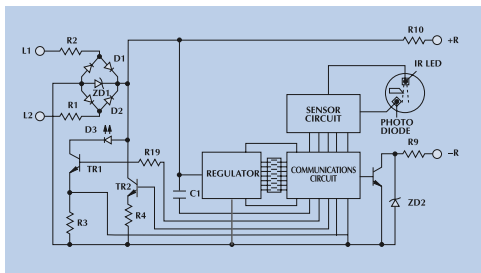 R10
+R
R2
L1
D1
IR LED
ZD1
SENSOR
CIRCUIT
L2
R1
D2
PHOTO
DIODE
D3
R9
−R
R19
TR1
REGULATOR
COMMUNICATIONS
CIRCUIT
TR2
C1
ZD2
R3
R4